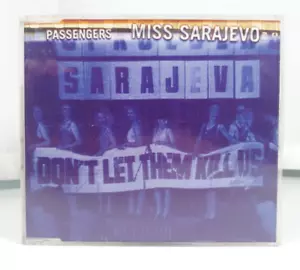 PASSENGERS MISS SARAJEVO
SARAJEVA
DON'T LET THEM KILL US